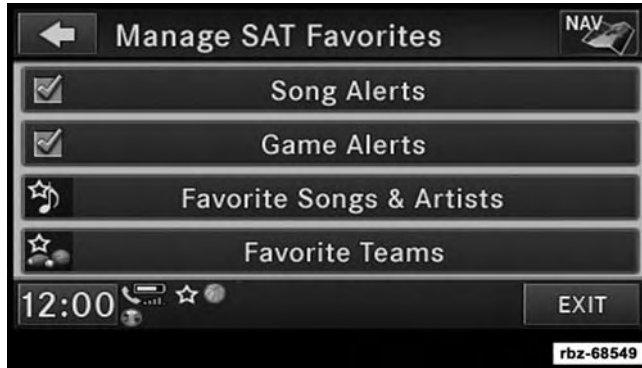 Manage SAT Favorites
NAV
Song Alerts
Game Alerts
Favorite Songs & Artists
Favorite Teams
12:00
EXIT
rbz-68549